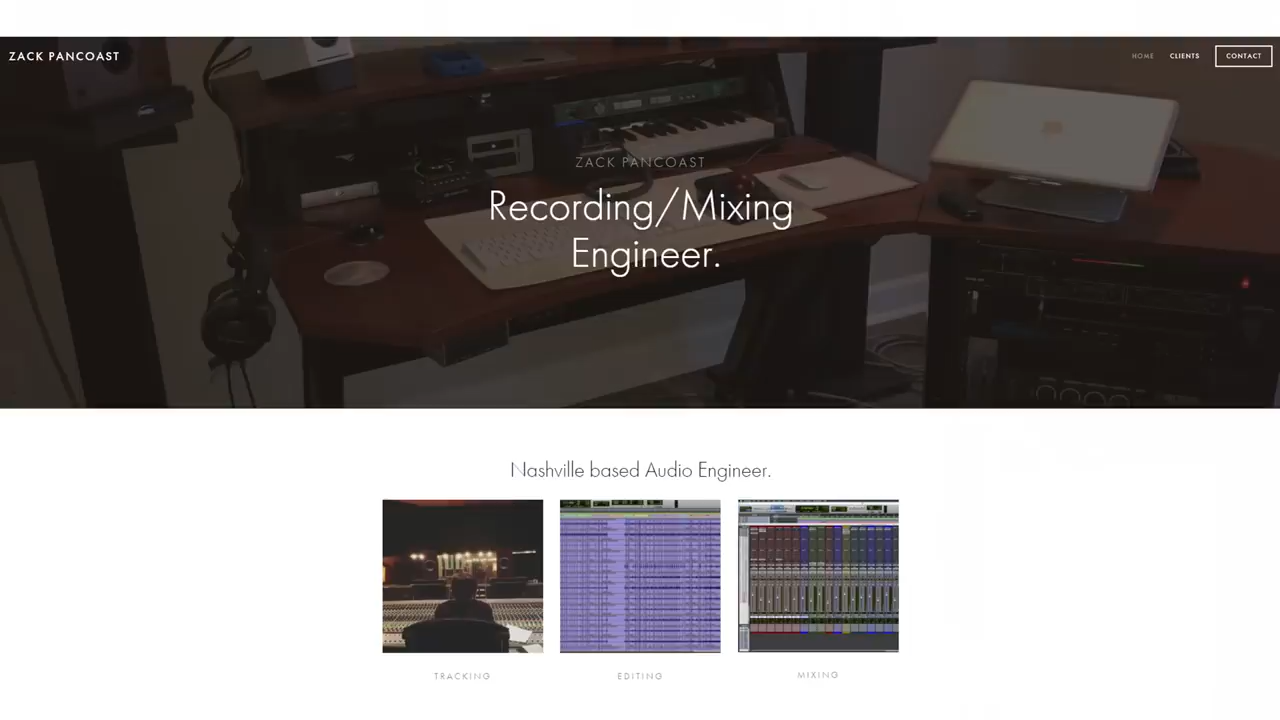 ZACK PANCOAST
HOME CLIENTS CONTACT
ZACK PANCOAST
Recording/Mixing
Engineer.
Nashville based Audio Engineer.
TRACKING EDITING MIXING